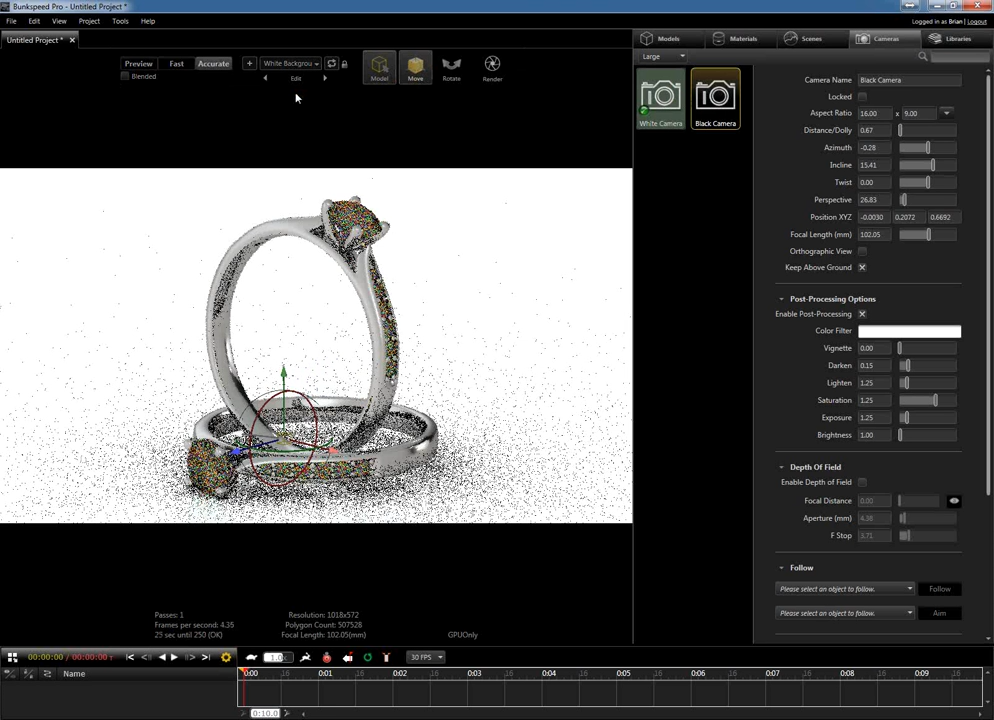 Bunkspeed Pro - Untitled Project *
File Edit View Project Tools Help
Logged in as Brian | Logout
Untitled Project *
Models Materials Scenes Cameras Libraries
Preview Fast Accurate White Backgrou
Blended Edit
Model Move Rotate Render
Large
White Camera Black Camera
Camera Name Black Camera
Locked
Aspect Ratio 16.00 x 9.00
Distance/Dolly 0.67
Azimuth -0.28
Incline 15.41
Twist 0.00
Perspective 26.83
Position XYZ -0.0030 0.2072 0.6692
Focal Length (mm) 102.05
Orthographic View
Keep Above Ground
Post-Processing Options
Enable Post-Processing
Color Filter
Vignette 0.00
Darken 0.15
Lighten 1.25
Saturation 1.25
Exposure 1.25
Brightness 1.00
Depth Of Field
Enable Depth of Field
Focal Distance 0.00
Aperture (mm) 4.38
F Stop 3.71
Follow
Please select an object to follow. Follow
Please select an object to follow. Aim
Passes: 1
Frames per second: 4.35
25 sec until 250 (OK)
Resolution: 1018x572
Polygon Count: 507528
Focal Length: 102.05(mm)
GPUOnly
00:00:00 / 00:00:00
30 FPS
Name
0:00 0:01 0:02 0:03 0:04 0:05 0:06 0:07 0:08 0:09
0:10.0